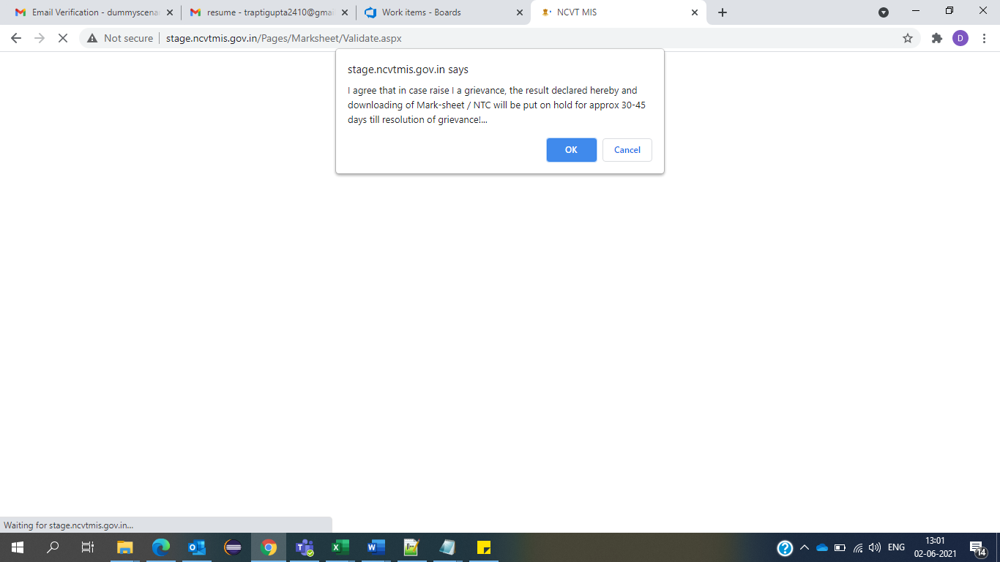 Email Verification - dummyscena
resume - traptigupta2410@gmai
Work items - Boards
NCVT MIS
Not secure
stage.ncvtmis.gov.in/Pages/Marksheet/Validate.aspx
D
stage.ncvtmis.gov.in says
I agree that in case raise I a grievance, the result declared hereby and
downloading of Mark-sheet / NTC will be put on hold for approx 30-45
days till resolution of grievance!...
OK
Cancel
Waiting for stage.ncvtmis.gov.in...
ENG
13:01
02-06-2021
14